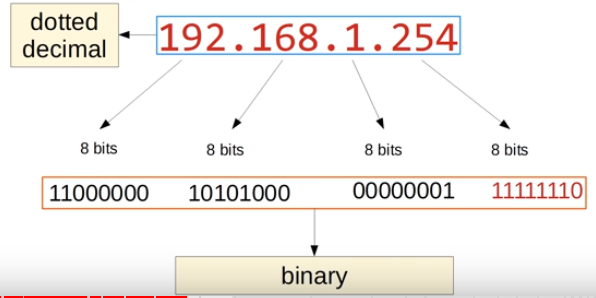 dotted
decimal
192.168.1.254
8 bits 8 bits 8 bits 8 bits
11000000 10101000 00000001 11111110
binary